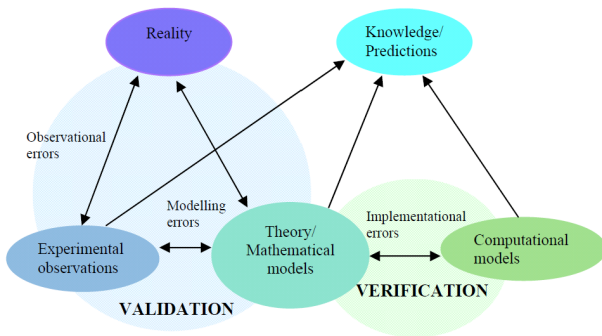 Reality
Knowledge/
Predictions
Observational
errors
Modelling
errors
Implementational
errors
Experimental
observations
Theory/
Mathematical
models
Computational
models
VALIDATION
VERIFICATION